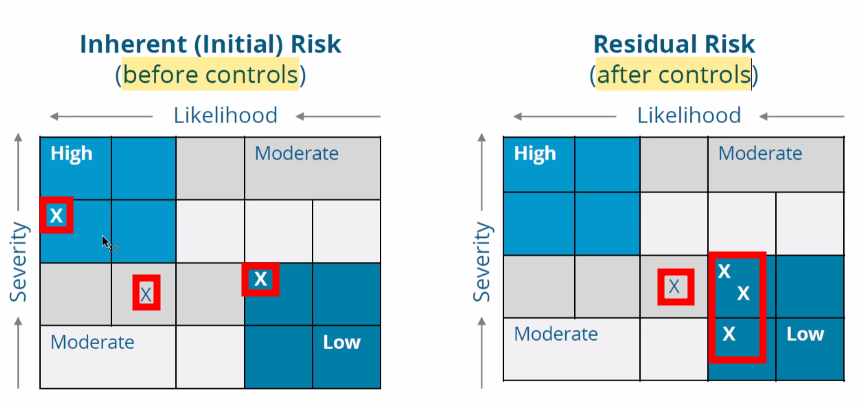 Inherent (Initial) Risk
(before controls)
Likelihood
Severity
High
Moderate
X
X
X
Moderate
Low
Residual Risk
(after controls)
Likelihood
Severity
High
Moderate
X
X
X
X
Moderate
Low